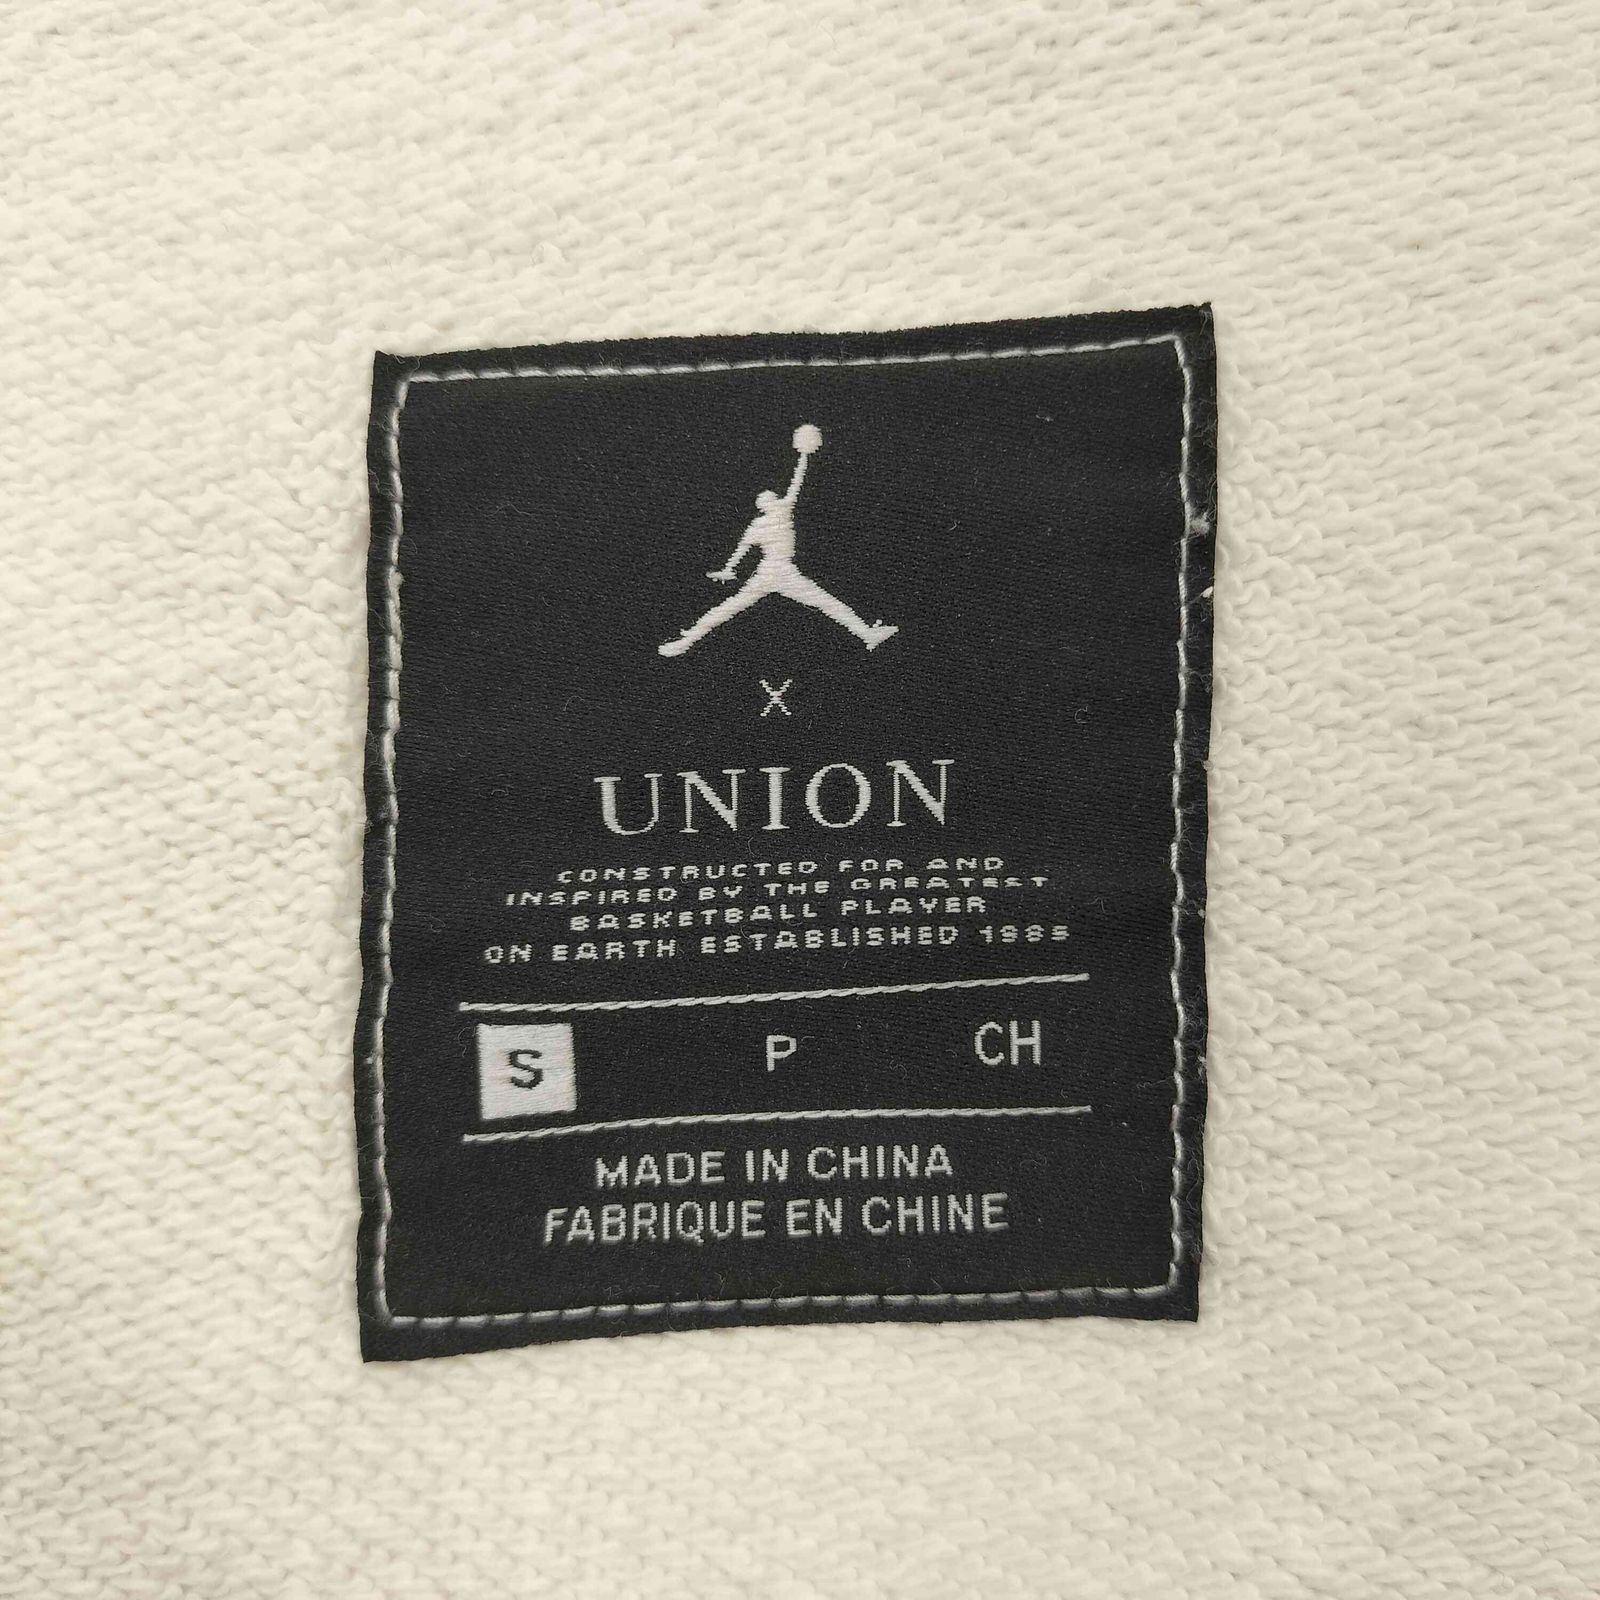 X
UNION
CONSTRUCTED FOR AND
INSPIRED BY THE GREATEST
BASKETBALL PLAYER
ON EARTH ESTABLISHED 1985
S P CH
MADE IN CHINA
FABRIQUE EN CHINE